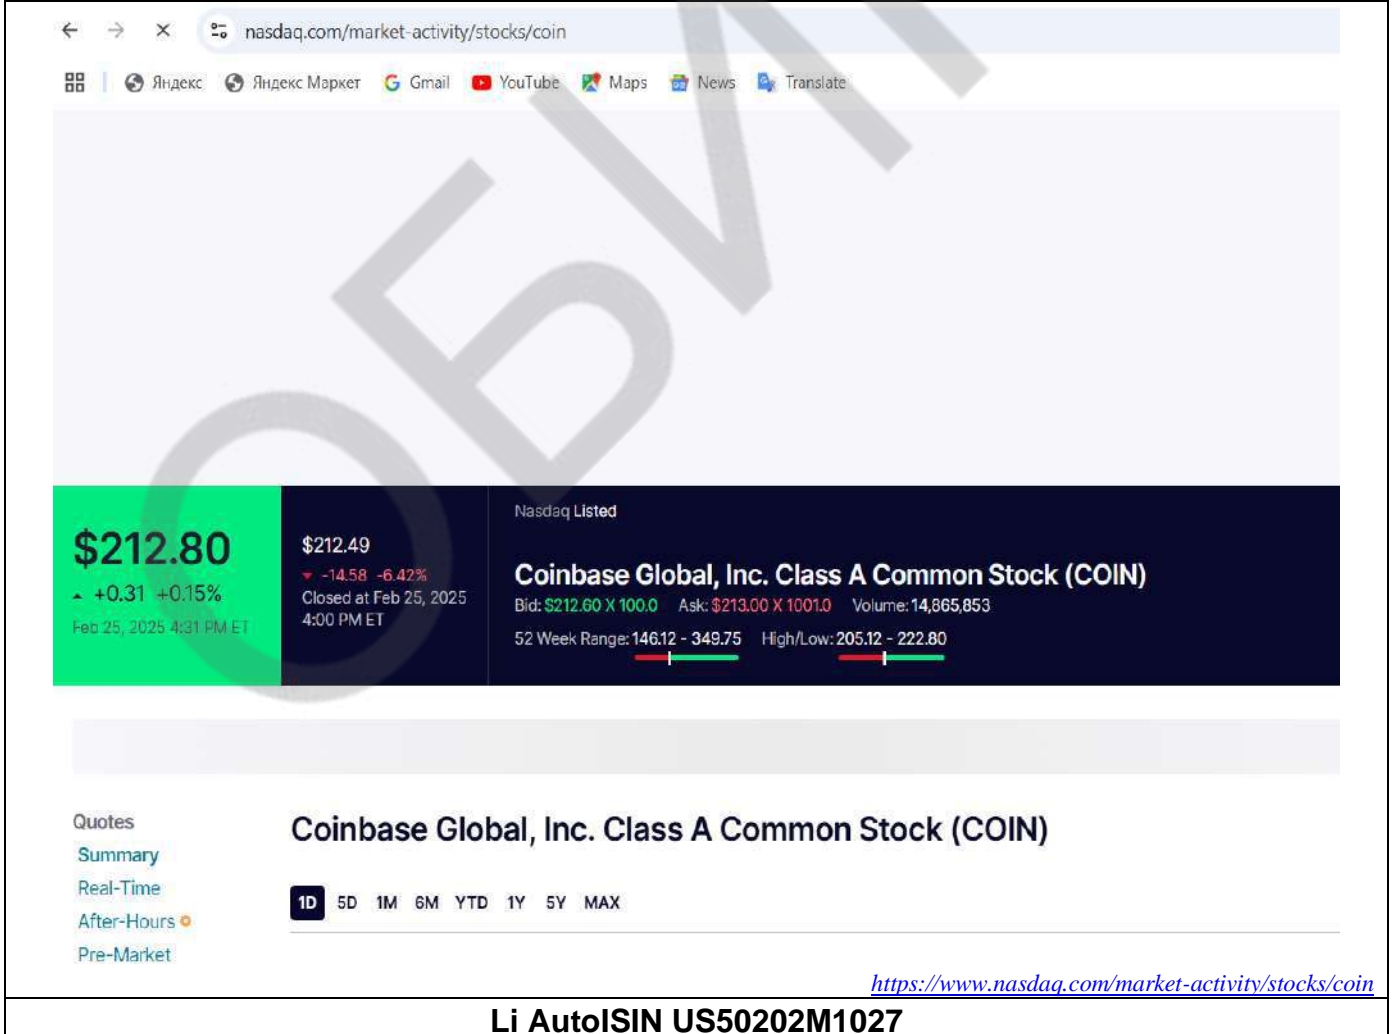 nasdaq.com/market-activity/stocks/coin
Яндекс Яндекс Маркет Gmail YouTube Maps News Translate
ОБИ
Nasdaq Listed
$212.80
+0.31 +0.15%
Feb 25, 2025 4:31 PM ET
$212.49
-14.58 -6.42%
Closed at Feb 25, 2025
4:00 PM ET
Coinbase Global, Inc. Class A Common Stock (COIN)
Bid: $212.60 X 100.0 Ask: $213.00 X 1001.0 Volume: 14,865,853
52 Week Range: 146.12 - 349.75 High/Low: 205.12 - 222.80
Quotes
Summary
Real-Time
After-Hours
Pre-Market
Coinbase Global, Inc. Class A Common Stock (COIN)
1D 5D 1M 6M YTD 1Y 5Y MAX
https://www.nasdaq.com/market-activity/stocks/coin
Li AutoISIN US50202M1027